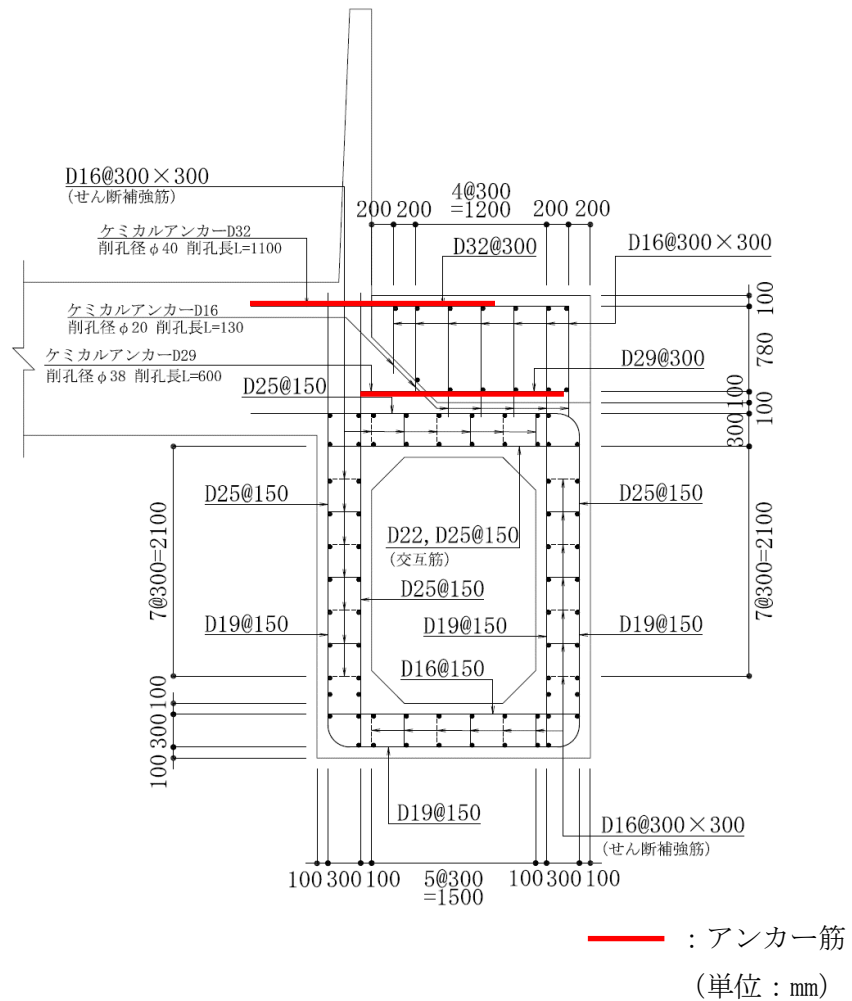 D16@300×300
(せん断補強筋)
4@300
=1200
200 200
200 200
ケミカルアンカーD32
削孔径φ40 削孔長L=1100
D32@300
D16@300×300
ケミカルアンカーD16
削孔径φ20 削孔長L=130
100
780
ケミカルアンカーD29
削孔径φ38 削孔長L=600
D29@300
D25@150
100
100
300
D25@150
D25@150
D22,D25@150
(交互筋)
7@300=2100
7@300=2100
D25@150
D19@150
D19@150
D19@150
D16@150
100
300
100
D19@150
D16@300×300
(せん断補強筋)
100 300 100
5@300
=1500
100 300 100
：アンカー筋
(単位：mm)